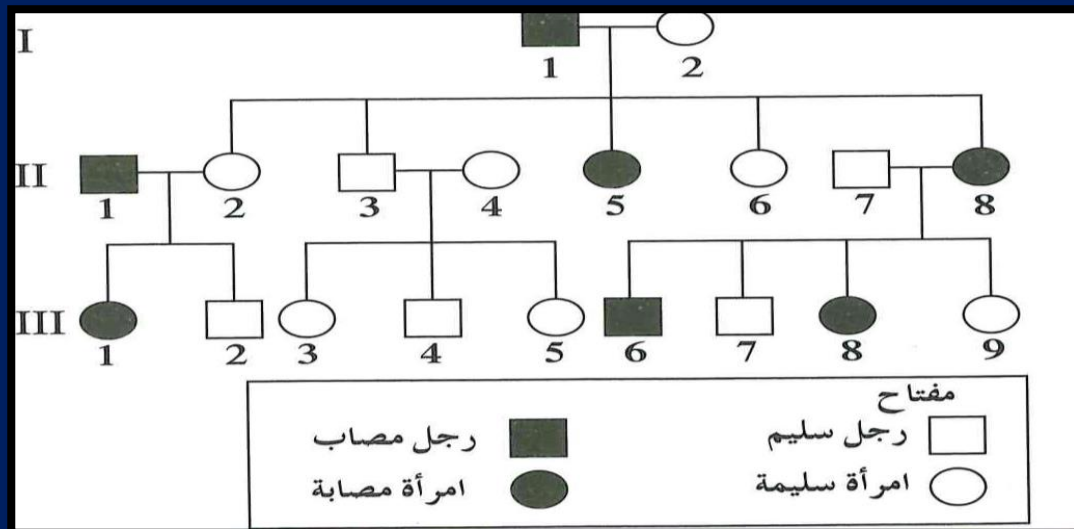 I
1 2
II
1 2 3 4 5 6 7 8
III
1 2 3 4 5 6 7 8 9
مفتاح
رجل سليم رجل مصاب
امرأة سليمة امرأة مصابة